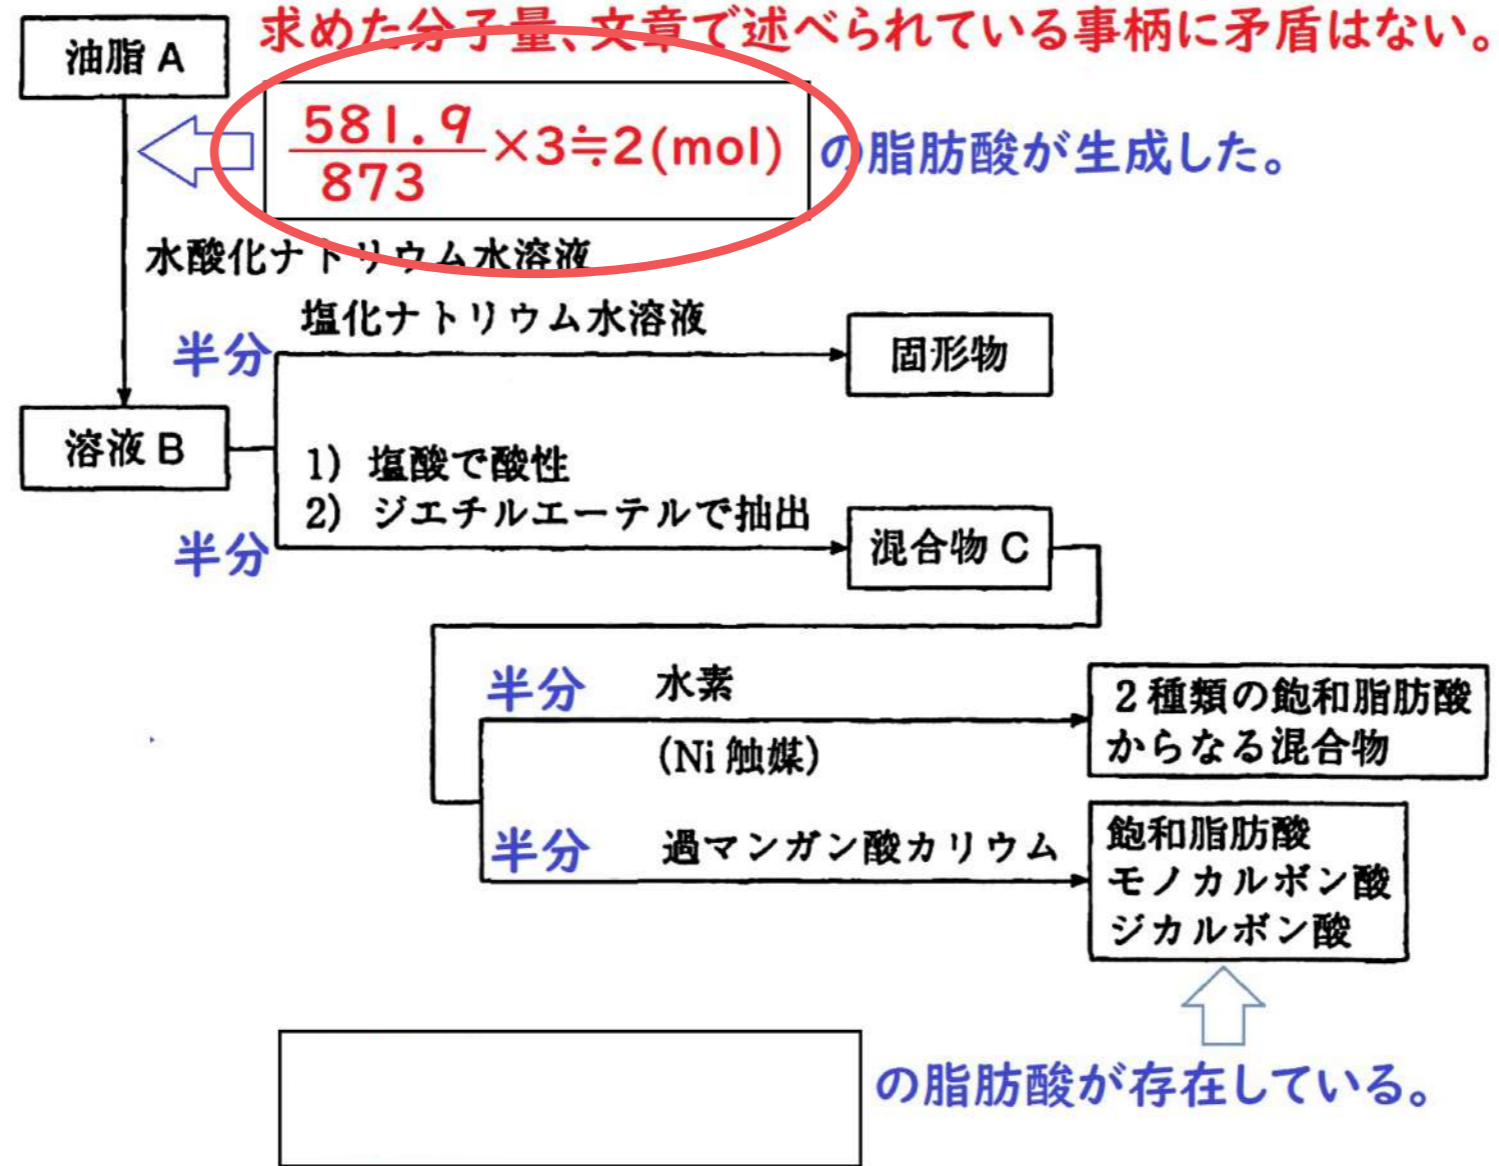 求めた分子量、文章で述べられている事柄に矛盾はない。
油脂 A
581.9
873
×3≒2(mol)
の脂肪酸が生成した。
水酸化ナトリウム水溶液
半分
塩化ナトリウム水溶液
固形物
溶液 B
1) 塩酸で酸性
2) ジエチルエーテルで抽出
半分
混合物 C
半分
水素
(Ni 触媒)
2種類の飽和脂肪酸
からなる混合物
半分
過マンガン酸カリウム
飽和脂肪酸
モノカルボン酸
ジカルボン酸
の脂肪酸が存在している。